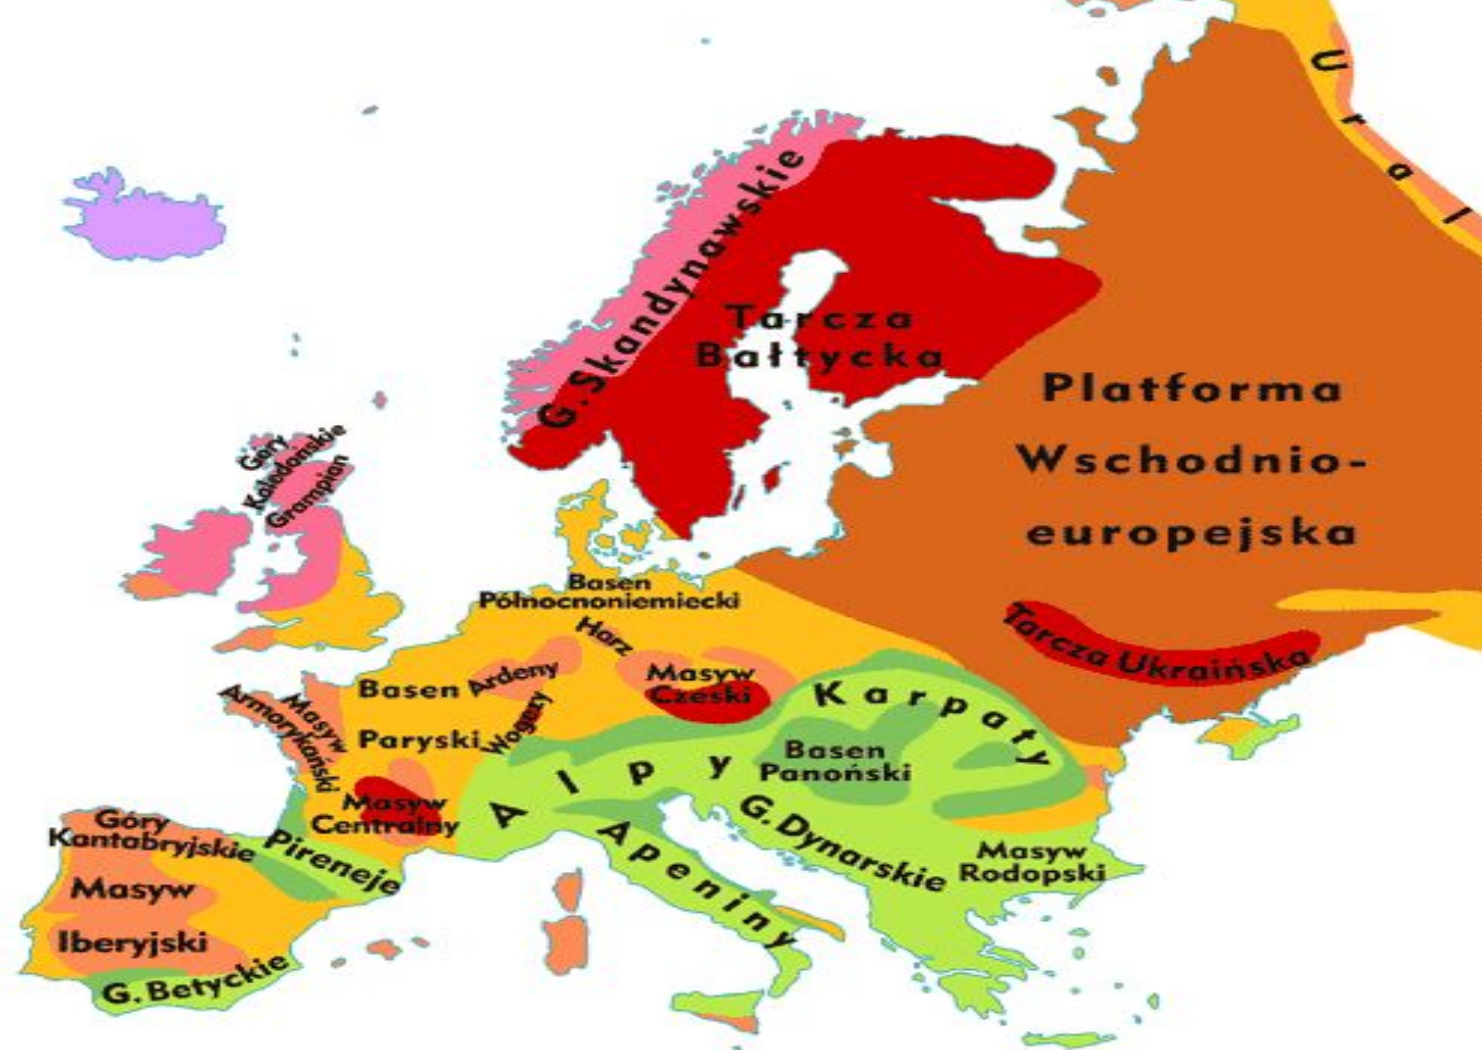 Ural
G. Skandynawskie
Tarcza
Bałtycka
Platforma
Wschodnio-
europejska
Góry
Kaledońskie
Grampian
Basen
Północnoniemiecki
Harz
Ardeny
Masyw
Czeski
Tarcza Ukraińska
Basen
Paryski
Wogezy
Masyw
Armorykański
Karpaty
Basen
Panoński
Alpy
Masyw
Centralny
G. Dynarskie
Apeniny
Góry
Kantabryjskie
Pireneje
Masyw
Rodopski
Masyw
Iberyjski
G. Betyckie